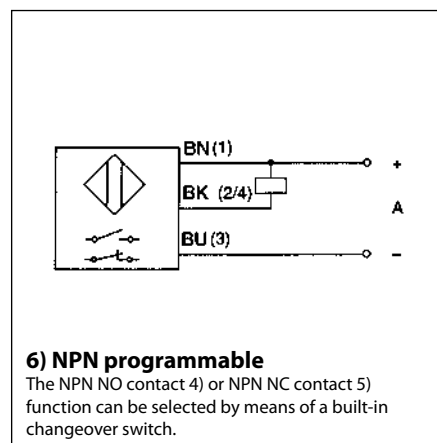 BN(1)
+
BK (2/4)
A
BU(3)
−
6) NPN programmable
The NPN NO contact 4) or NPN NC contact 5)
function can be selected by means of a built-in
changeover switch.